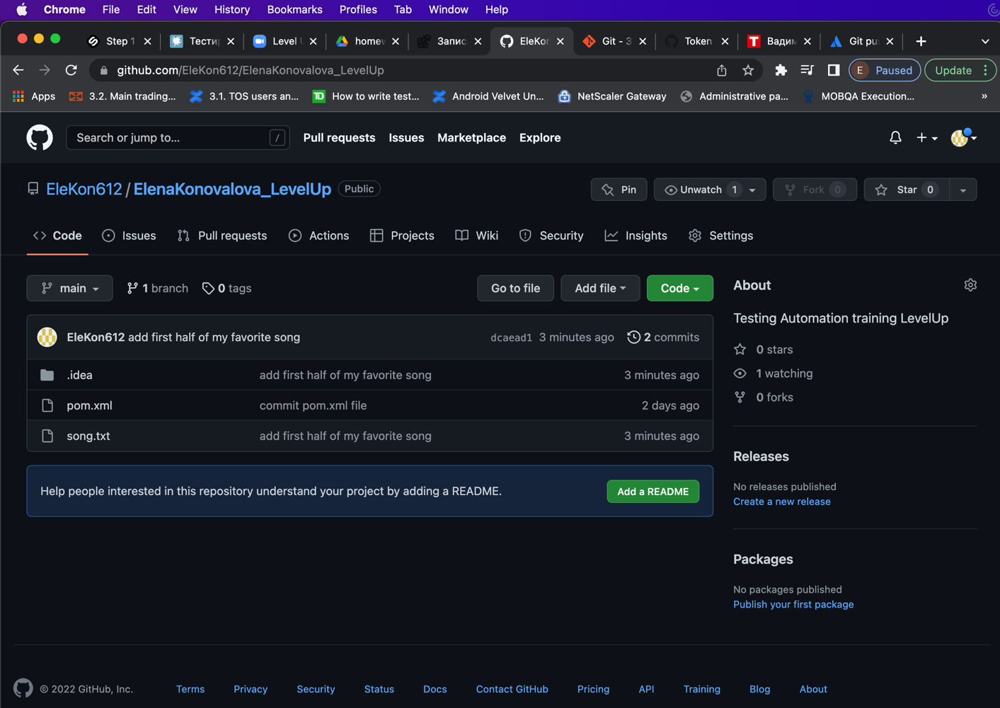 Chrome File Edit View History Bookmarks Profiles Tab Window Help
Step 1 Тести Level homew Запис EleKon Git - 3 Token Вадим Git pu
github.com/EleKon612/ElenaKonovalova_LevelUp E Paused Update
Apps 3.2. Main trading... 3.1. TOS users an... TD How to write test... Android Velvet Un... NetScaler Gateway Administrative pa... MOBQA Execution... »
Search or jump to... / Pull requests Issues Marketplace Explore
EleKon612 / ElenaKonovalova_LevelUp Public Pin Unwatch 1 Fork 0 Star 0
Code Issues Pull requests Actions Projects Wiki Security Insights Settings
main 1 branch 0 tags Go to file Add file Code
EleKon612 add first half of my favorite song dcaead1 3 minutes ago 2 commits
.idea add first half of my favorite song 3 minutes ago
pom.xml commit pom.xml file 2 days ago
song.txt add first half of my favorite song 3 minutes ago
Help people interested in this repository understand your project by adding a README. Add a README
About
Testing Automation training LevelUp
0 stars
1 watching
0 forks
Releases
No releases published
Create a new release
Packages
No packages published
Publish your first package
© 2022 GitHub, Inc. Terms Privacy Security Status Docs Contact GitHub Pricing API Training Blog About